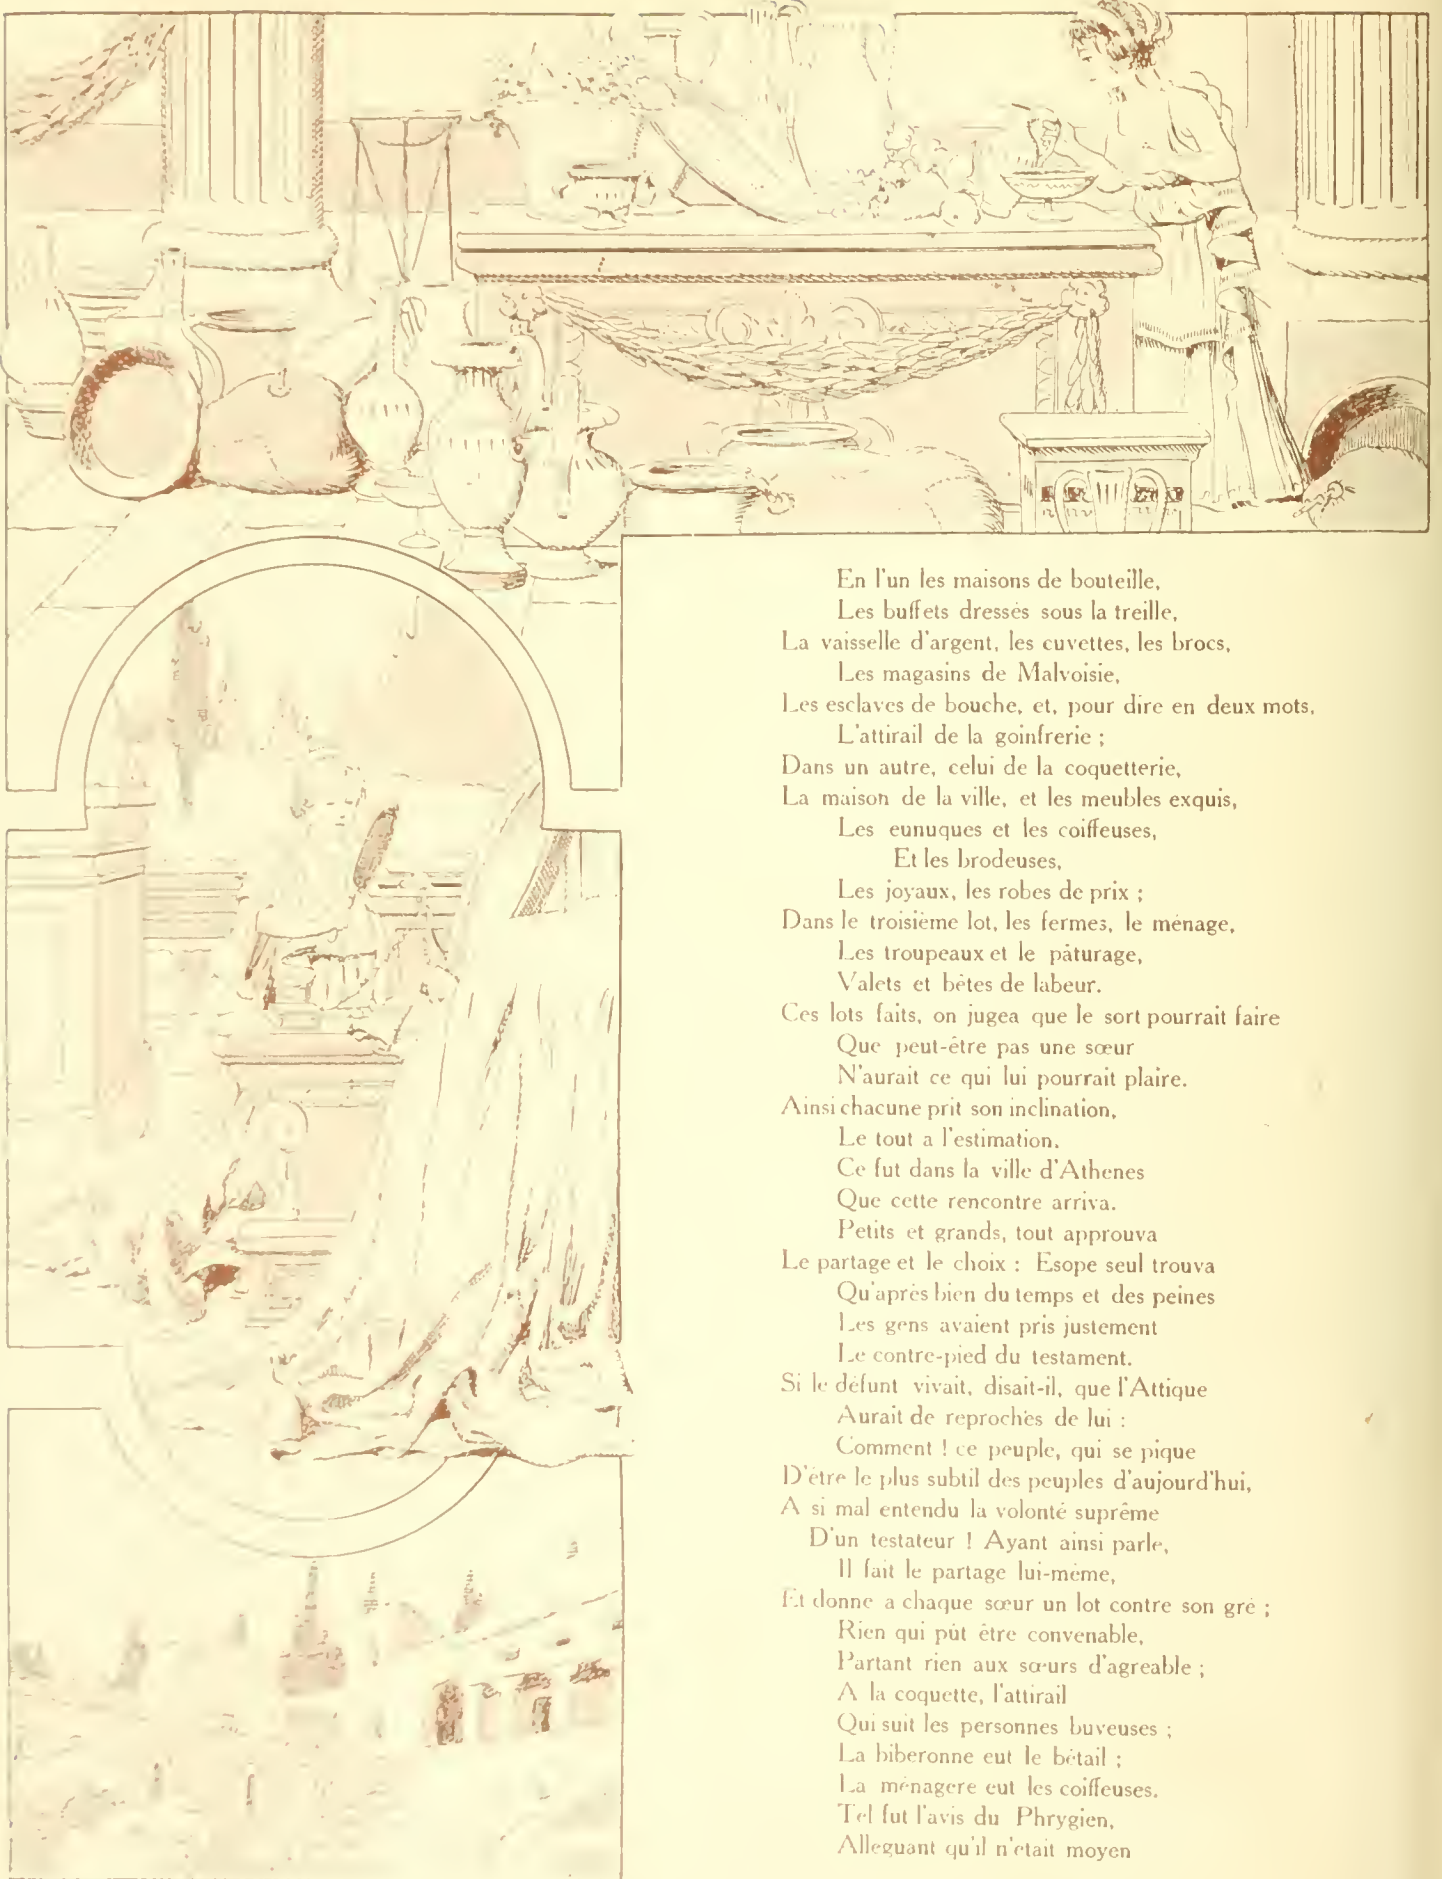 En l'un les maisons de bouteille,
Les buffets dressés sous la treille,
La vaisselle d'argent, les cuvettes, les brocs,
Les magasins de Malvoisie,
Les esclaves de bouche, et, pour dire en deux mots,
L'attirail de la goinfrerie ;
Dans un autre, celui de la coquetterie,
La maison de la ville, et les meubles exquis,
Les eunuques et les coiffeuses,
Et les brodeuses,
Les joyaux, les robes de prix ;
Dans le troisième lot, les fermes, le ménage,
Les troupeaux et le pâturage,
Valets et bêtes de labeur.
Ces lots faits, on jugea que le sort pourrait faire
Que peut-être pas une sœur
N'aurait ce qui lui pourrait plaire.
Ainsi chacune prit son inclination,
Le tout a l'estimation.
Ce fut dans la ville d'Athenes
Que cette rencontre arriva.
Petits et grands, tout approuva
Le partage et le choix : Esope seul trouva
Qu'après bien du temps et des peines
Les gens avaient pris justement
Le contre-pied du testament.
Si le défunt vivait, disait-il, que l'Attique
Aurait de reproches de lui :
Comment ! ce peuple, qui se pique
D'être le plus subtil des peuples d'aujourd'hui,
A si mal entendu la volonté suprême
D'un testateur ! Ayant ainsi parle,
Il fait le partage lui-même,
Et donne a chaque sœur un lot contre son gré ;
Rien qui pût être convenable,
Partant rien aux sœurs d'agreable ;
A la coquette, l'attirail
Qui suit les personnes buveuses ;
La biberonne eut le bétail ;
La ménagere eut les coiffeuses.
Tel fut l'avis du Phrygien,
Alleguant qu'il n'etait moyen